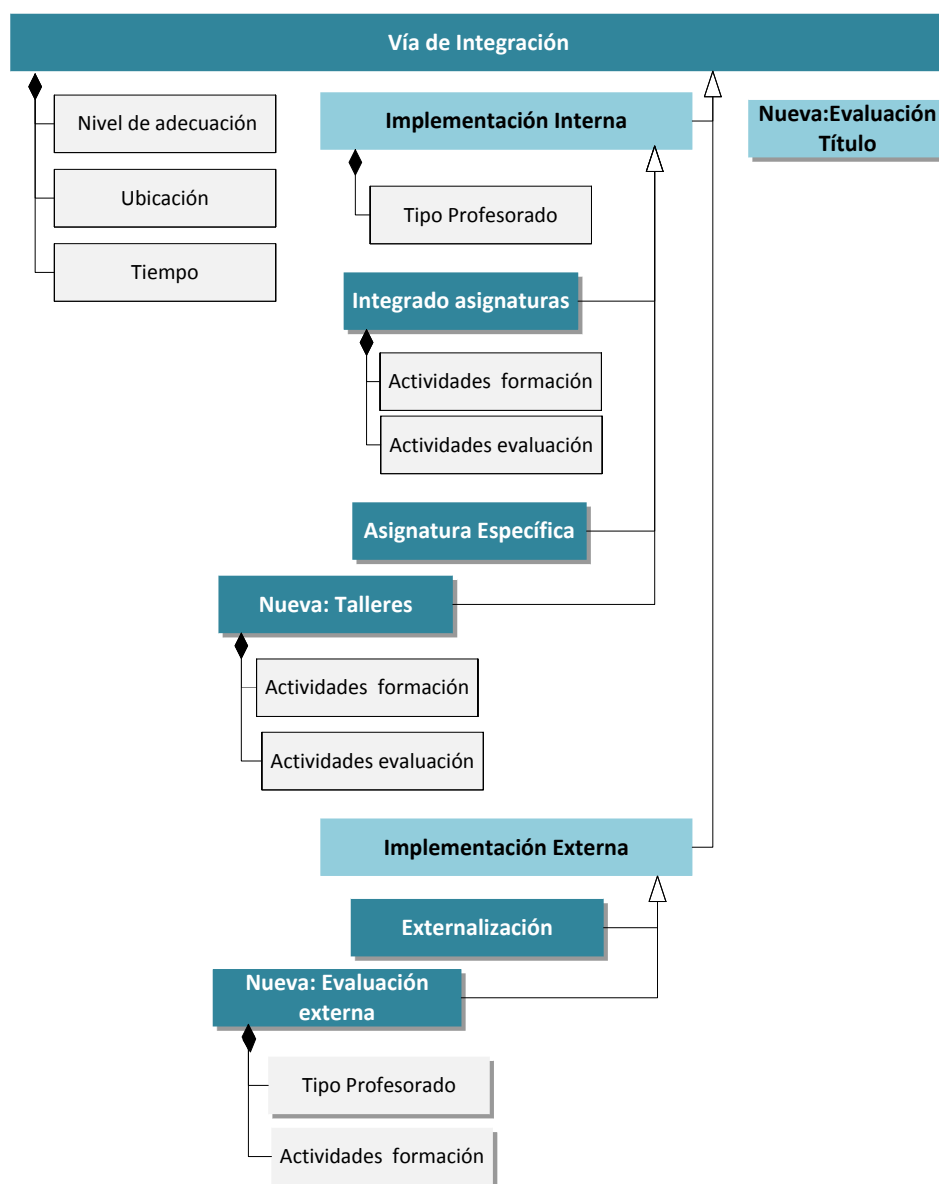 Vía de Integración
Nivel de adecuación
Ubicación
Tiempo
Implementación Interna
Nueva:Evaluación
Título
Tipo Profesorado
Integrado asignaturas
Actividades  formación
Actividades evaluación
Asignatura Específica
Nueva: Talleres
Actividades  formación
Actividades evaluación
Implementación Externa
Externalización
Nueva: Evaluación
externa
Tipo Profesorado
Actividades  formación